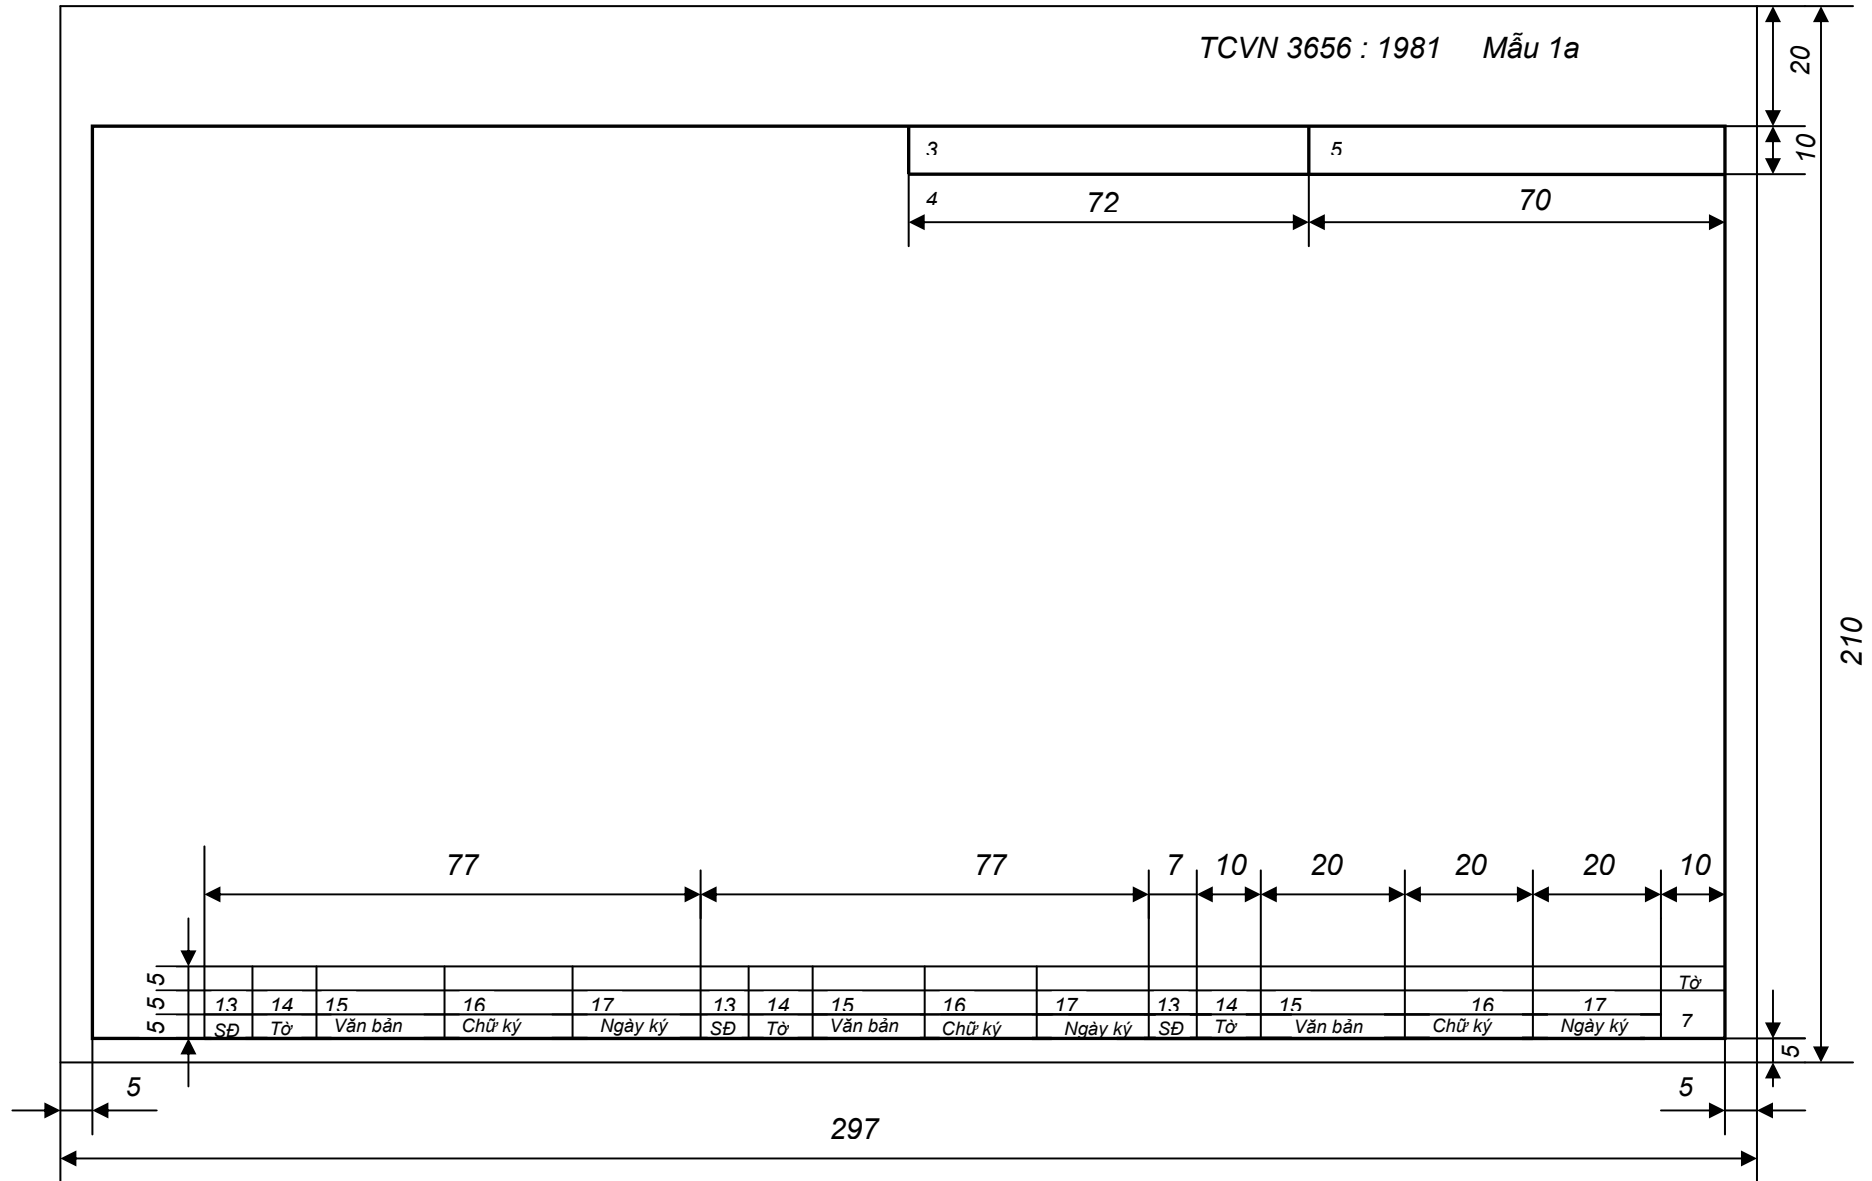 TCVN 3656 : 1981 Mẫu 1a
20
3 5 10
4 72 70
210
77 77 7 10 20 20 20 10
5 Tờ
5 13 14 15 16 17 13 14 15 16 17 13 14 15 16 17
5 SĐ Tờ Văn bản Chữ ký Ngày ký SĐ Tờ Văn bản Chữ ký Ngày ký SĐ Tờ Văn bản Chữ ký Ngày ký 7
5
5 5
297